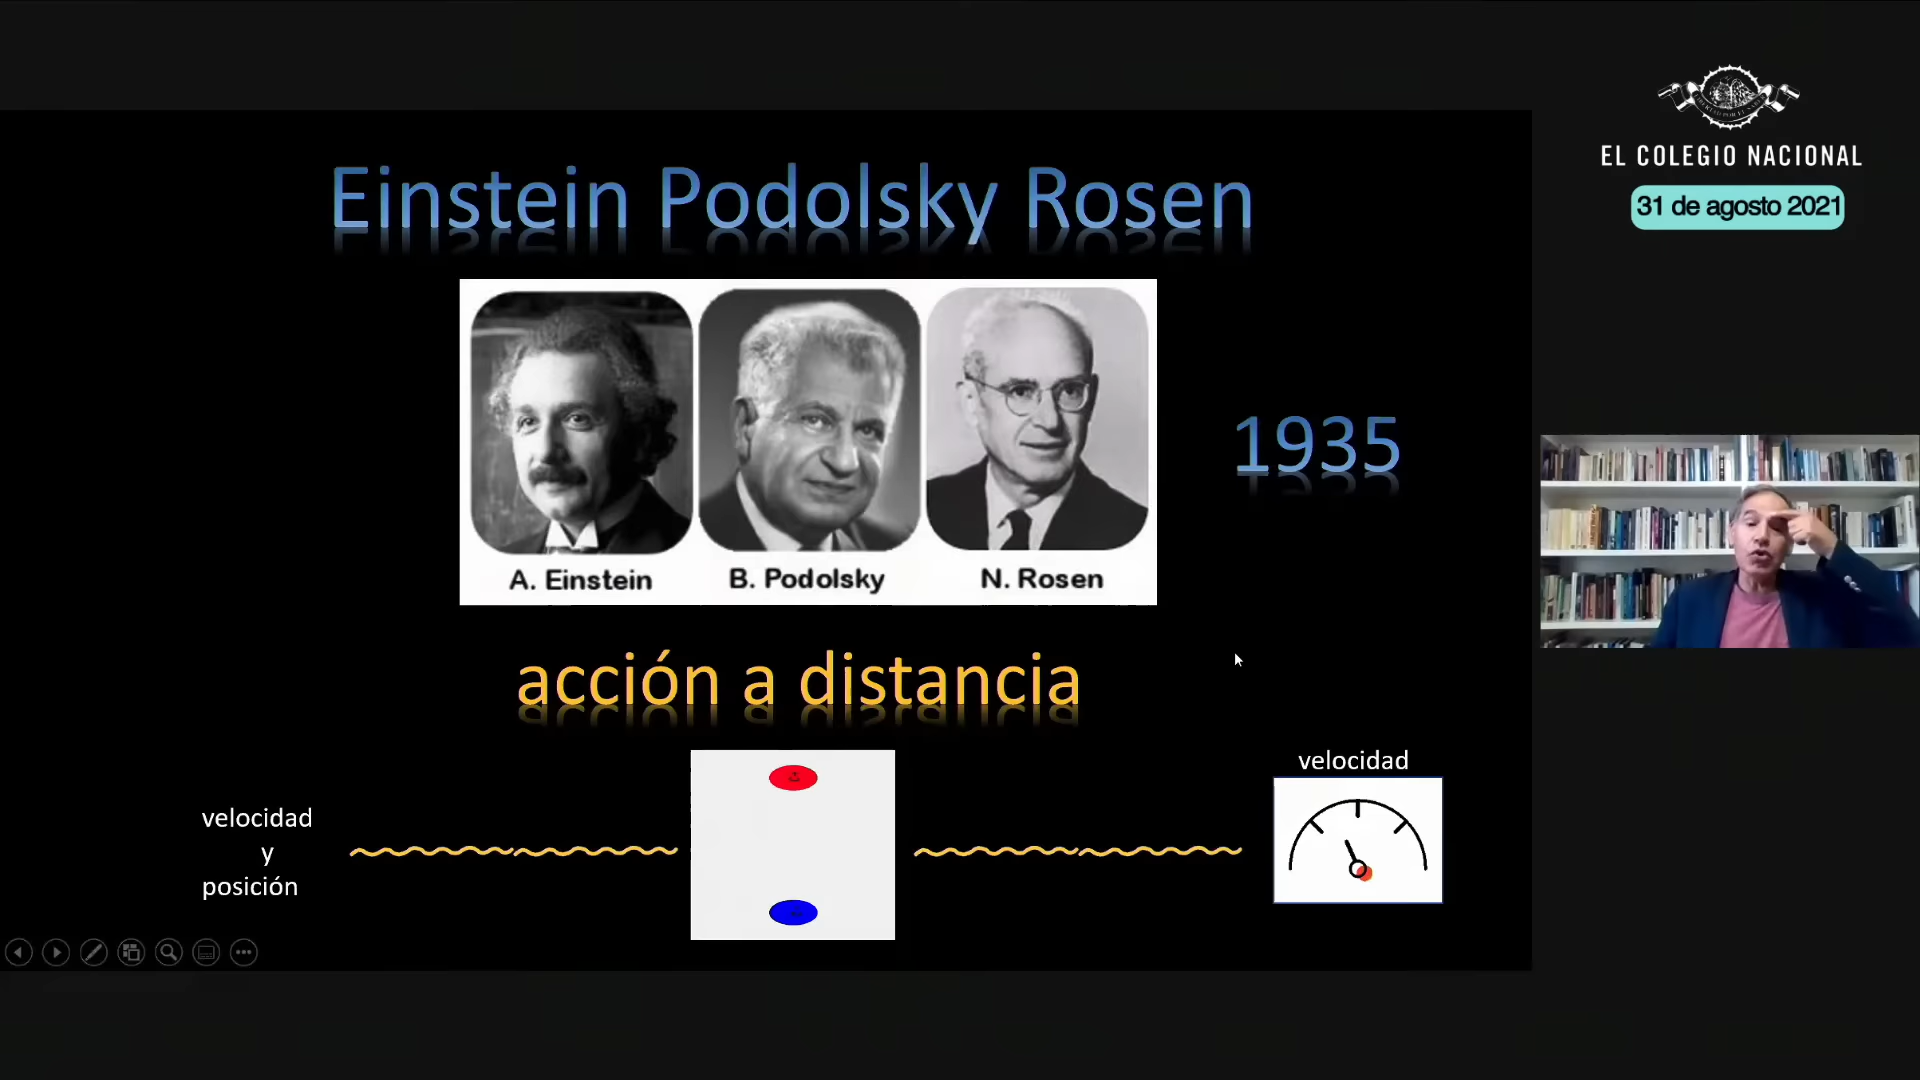 Einstein Podolsky Rosen
A. Einstein
B. Podolsky
N. Rosen
1935
acción a distancia
velocidad
y
posición
velocidad
EL COLEGIO NACIONAL
31 de agosto 2021